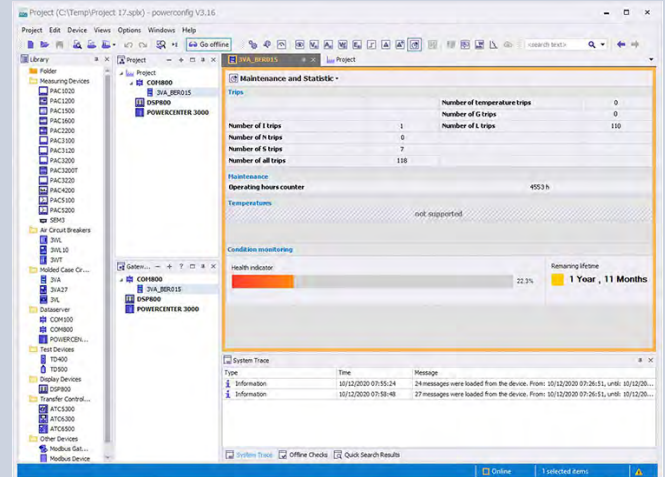 Project (C:\Temp\Project 17.splx) - powerconfig V3.16
Project Edit Device Views Options Windows Help
Go offline
<search text>
Library
Folder
Measuring Devices
PAC1020
PAC1200
PAC1500
PAC1600
PAC2200
PAC3100
PAC3120
PAC3200
PAC3200T
PAC3220
PAC4200
PAC5100
PAC5200
SEM3
Air Circuit Breakers
3WL
3WL10
3WT
Molded Case Cir...
3VA
3VA27
3VL
Dataserver
COM100
COM800
POWERCEN...
Test Devices
TD400
TD500
Display Devices
DSP800
Transfer Control...
ATC5300
ATC6300
ATC6500
Other Devices
Modbus Gat...
Modbus Device
Project
Project
COM800
3VA_BER015
DSP800
POWERCENTER 3000
Gatew...
COM800
3VA_BER015
DSP800
POWERCENTER 3000
3VA_BER015
Project
Maintenance and Statistic
Trips
Number of temperature trips 0
Number of G trips 0
Number of I trips 1 Number of L trips 110
Number of N trips 0
Number of S trips 7
Number of all trips 118
Maintenance
Operating hours counter 4553 h
Temperatures
not supported
Condition monitoring
Health indicator
22.3%
Remaining lifetime
1 Year , 11 Months
System Trace
Type Time Message
Information 10/12/2020 07:55:24 24 messages were loaded from the device. From: 10/12/2020 07:26:51, until: 10/12/20...
Information 10/12/2020 07:58:48 27 messages were loaded from the device. From: 10/12/2020 07:26:51, until: 10/12/20...
System Trace Offline Checks Quick Search Results
Online 1 selected items